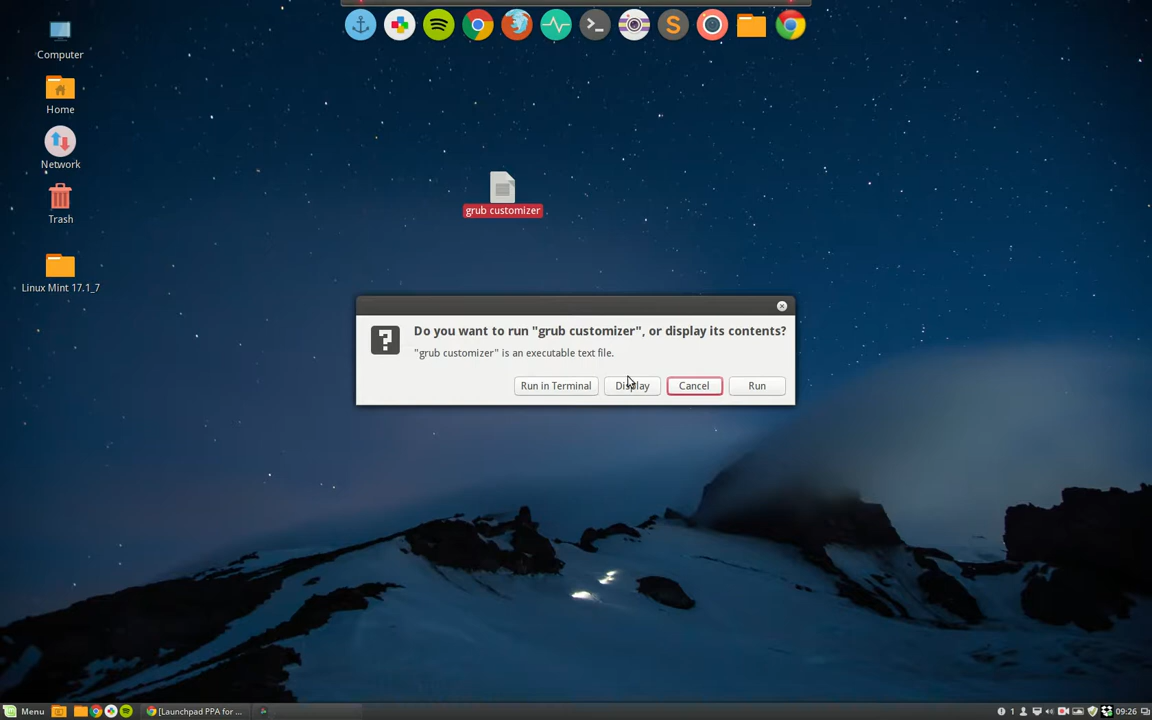 Computer
Home
Network
Trash
Linux Mint 17.1_7
grub customizer
Do you want to run "grub customizer", or display its contents?
"grub customizer" is an executable text file.
Run in Terminal
Display
Cancel
Run
Menu
[Launchpad PPA for ...
1
09:26